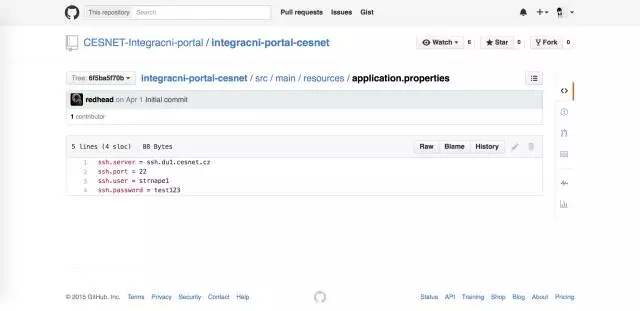 This repository Search Pull requests Issues Gist
CESNET-Integracni-portal / integracni-portal-cesnet Watch 6 Star 0 Fork 0
Tree: 6f5ba5f70b integracni-portal-cesnet / src / main / resources / application.properties
redhead on Apr 1 Initial commit
1 contributor
5 lines (4 sloc) 88 Bytes Raw Blame History
1 ssh.server = ssh.du1.cesnet.cz
2 ssh.port = 22
3 ssh.user = strnape1
4 ssh.password = test123
© 2015 GitHub, Inc. Terms Privacy Security Contact Help Status API Training Shop Blog About Pricing